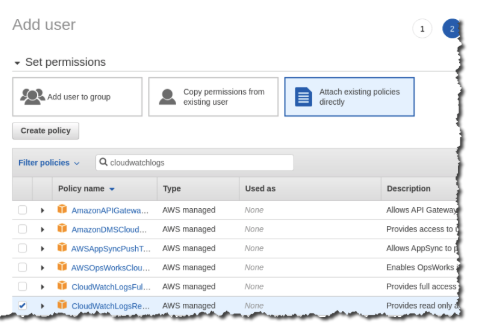 Add user
1 2
Set permissions
Add user to group
Copy permissions from
existing user
Attach existing policies
directly
Create policy
Filter policies
cloudwatchlogs
Policy name Type Used as Description
AmazonAPIGatewa... AWS managed None Allows API Gateway
AmazonDMSCloud... AWS managed None Provides access to
AWSAppSyncPushT... AWS managed None Allows AppSync to
AWSOpsWorksClou... AWS managed None Enables OpsWorks
CloudWatchLogsFul... AWS managed None Provides full access
CloudWatchLogsRe... AWS managed None Provides read only